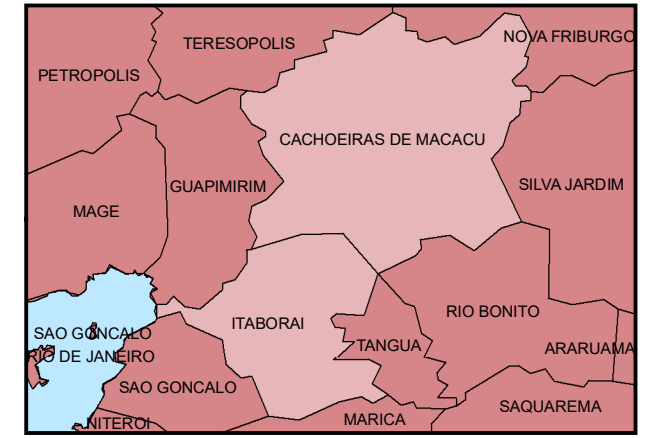 NOVA FRIBURGO
TERESOPOLIS
PETROPOLIS
CACHOEIRAS DE MACACU
GUAPIMIRIM
SILVA JARDIM
MAGE
RIO BONITO
ITABORAI
SAO GONCALO
TANGUA
ARARUAMA
RIO DE JANEIRO
SAO GONCALO
SAQUAREMA
MARICA
NITEROI